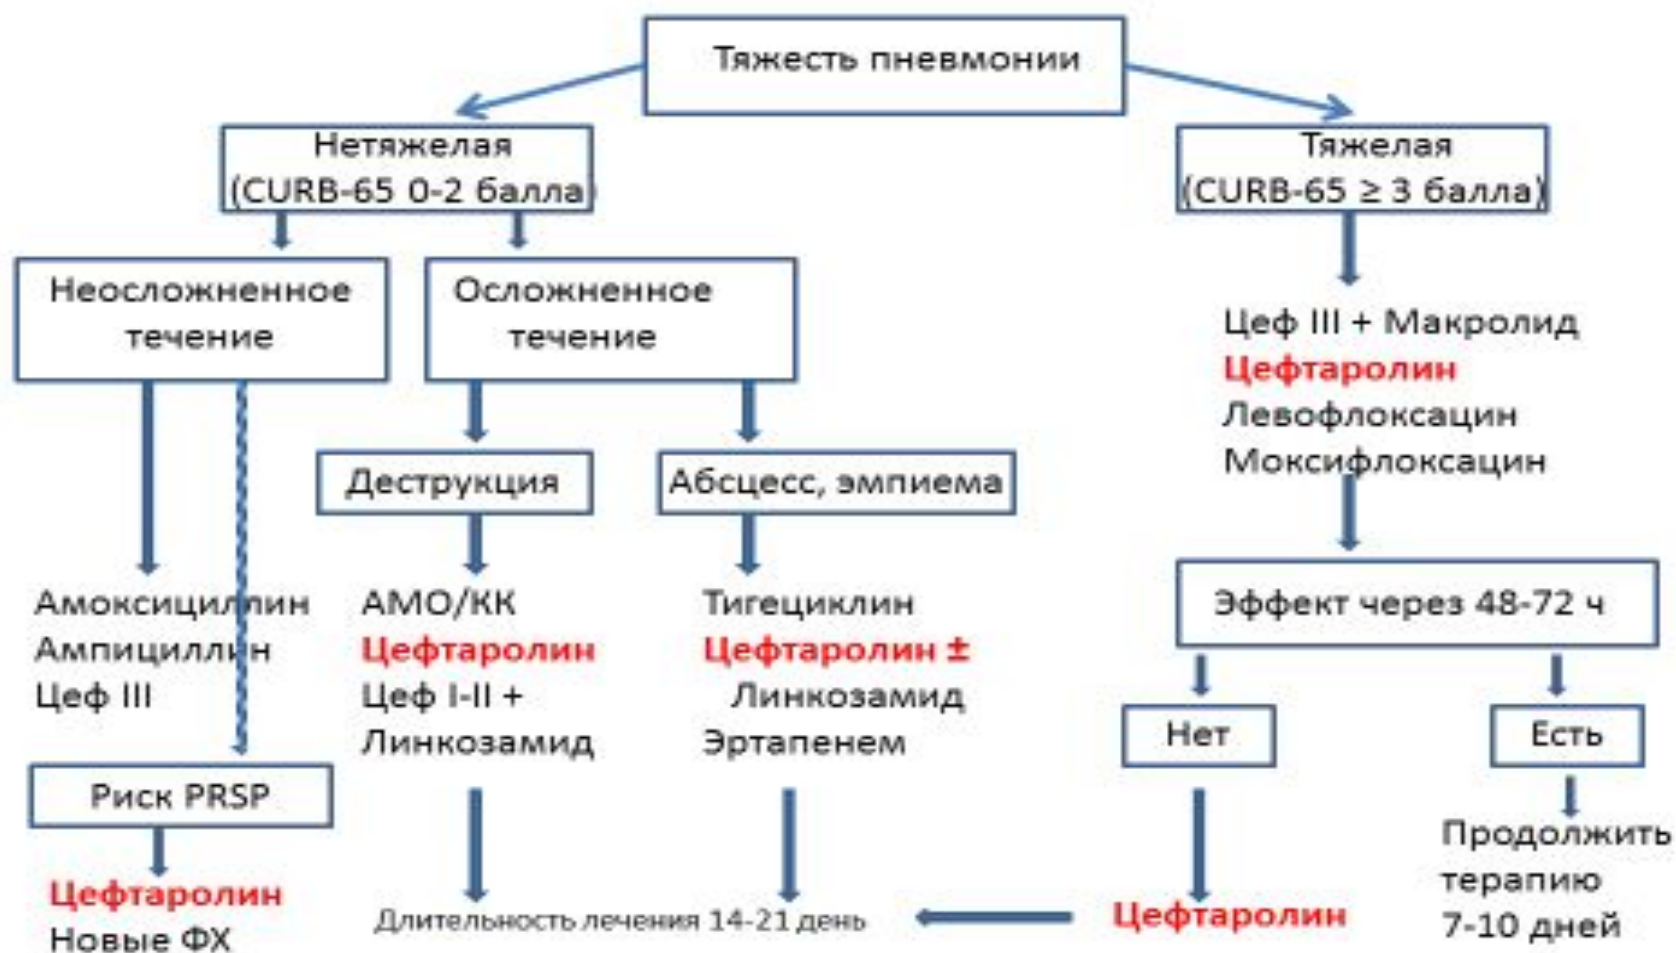 Тяжесть пневмонии
Нетяжелая
(CURB-65 0-2 балла)
Тяжелая
(CURB-65 ≥ 3 балла)
Неосложненное
течение
Осложненное
течение
Цеф III + Макролид
Цефтаролин
Левофлоксацин
Моксифлоксацин
Деструкция
Абсцесс, эмпиема
Амоксициллин
Ампициллин
Цеф III
АМО/КК
Цефтаролин
Цеф I-II +
Линкозамид
Тигециклин
Цефтаролин ±
Линкозамид
Эртапенем
Эффект через 48-72 ч
Нет
Есть
Риск PRSP
Цефтаролин
Новые ФХ
Длительность лечения 14-21 день
Цефтаролин
Продолжить
терапию
7-10 дней